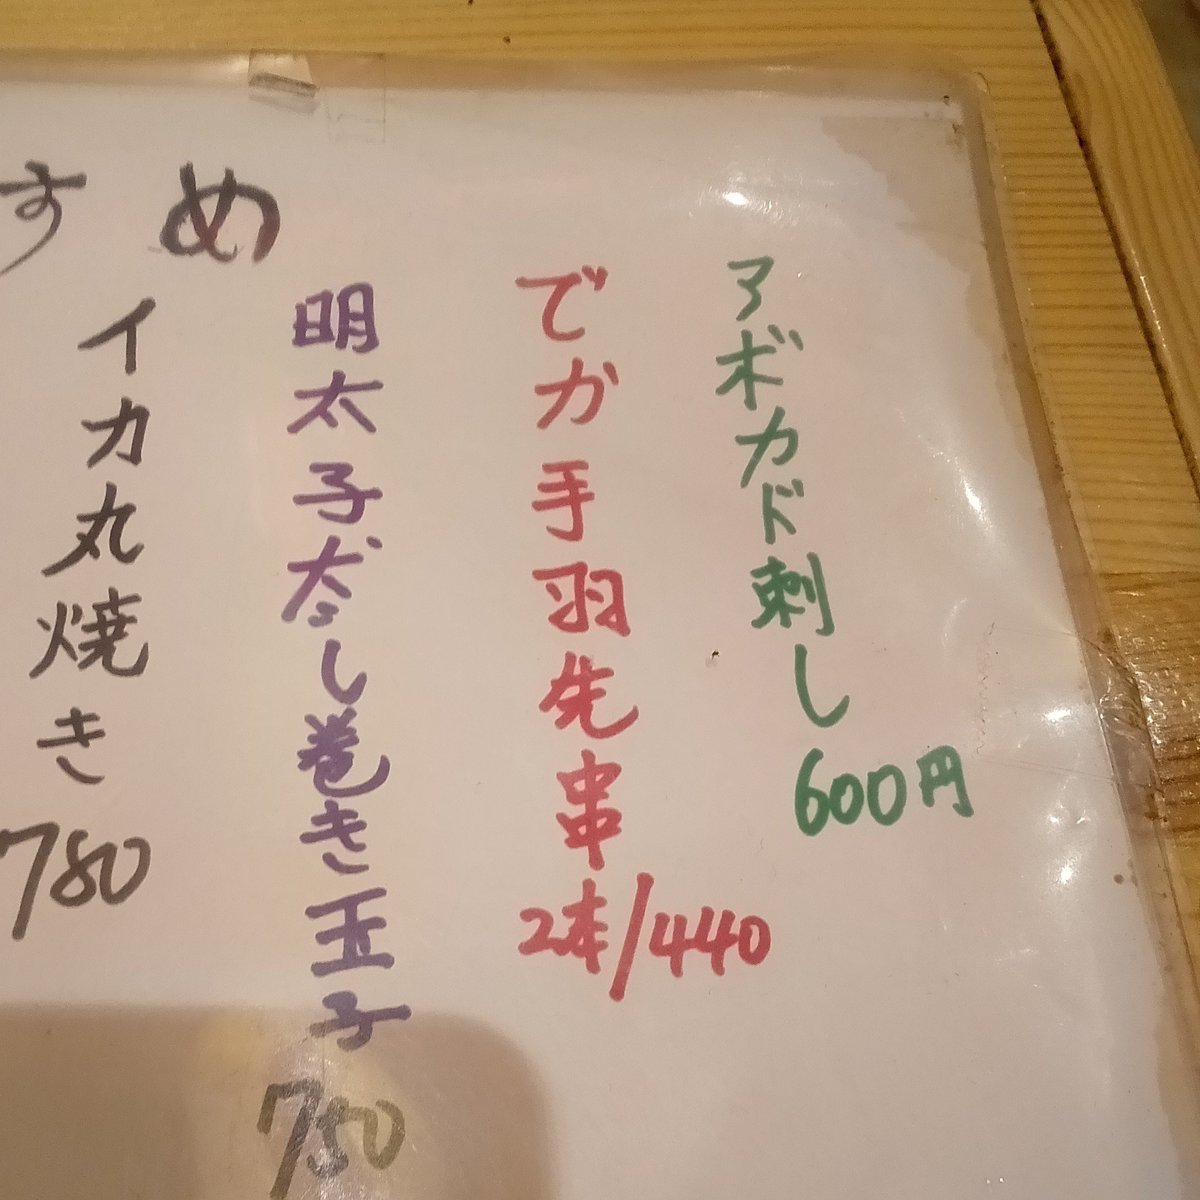 すめ
アボカド刺し
600円
でか手羽先串
2本/440
明太子だし巻き玉子
780
イカ丸焼き
780